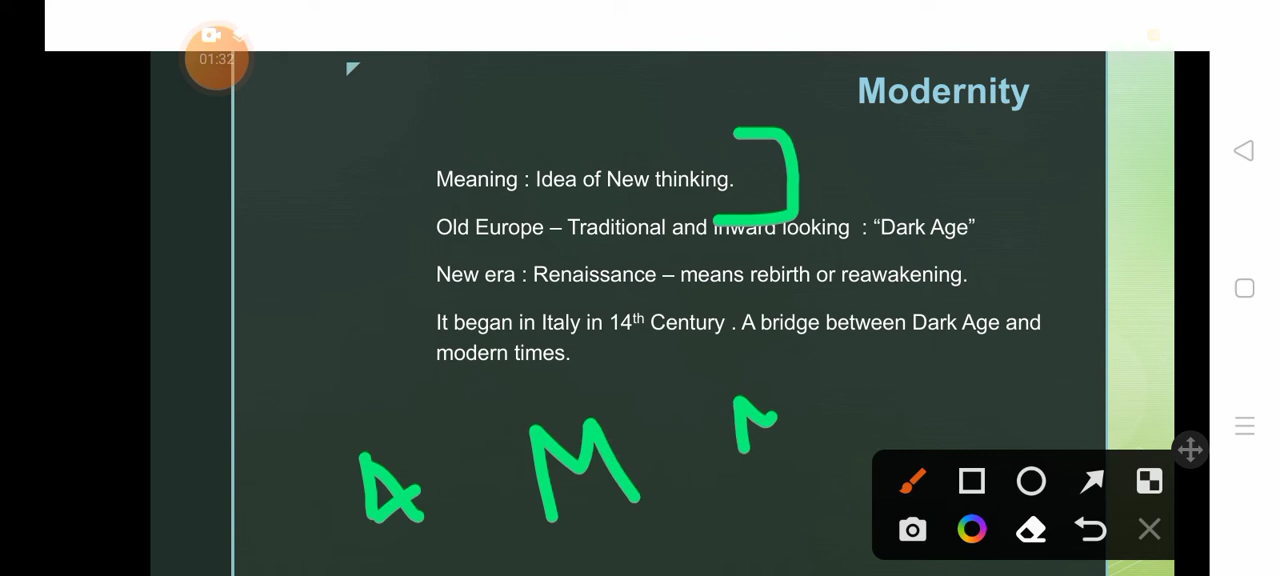 01:32
Modernity
Meaning : Idea of New thinking.
Old Europe – Traditional and inward looking : “Dark Age”
New era : Renaissance – means rebirth or reawakening.
It began in Italy in 14th Century . A bridge between Dark Age and
modern times.
M